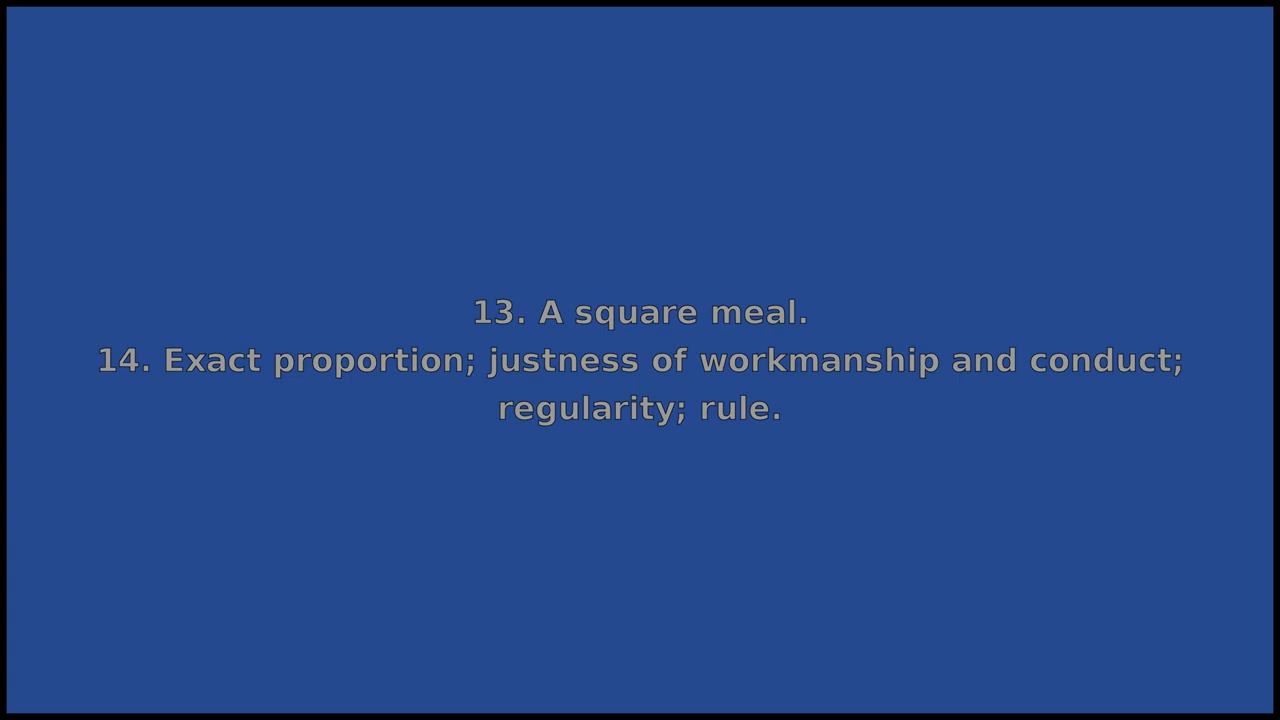 13. A square meal.
14. Exact proportion; justness of workmanship and conduct;
regularity; rule.